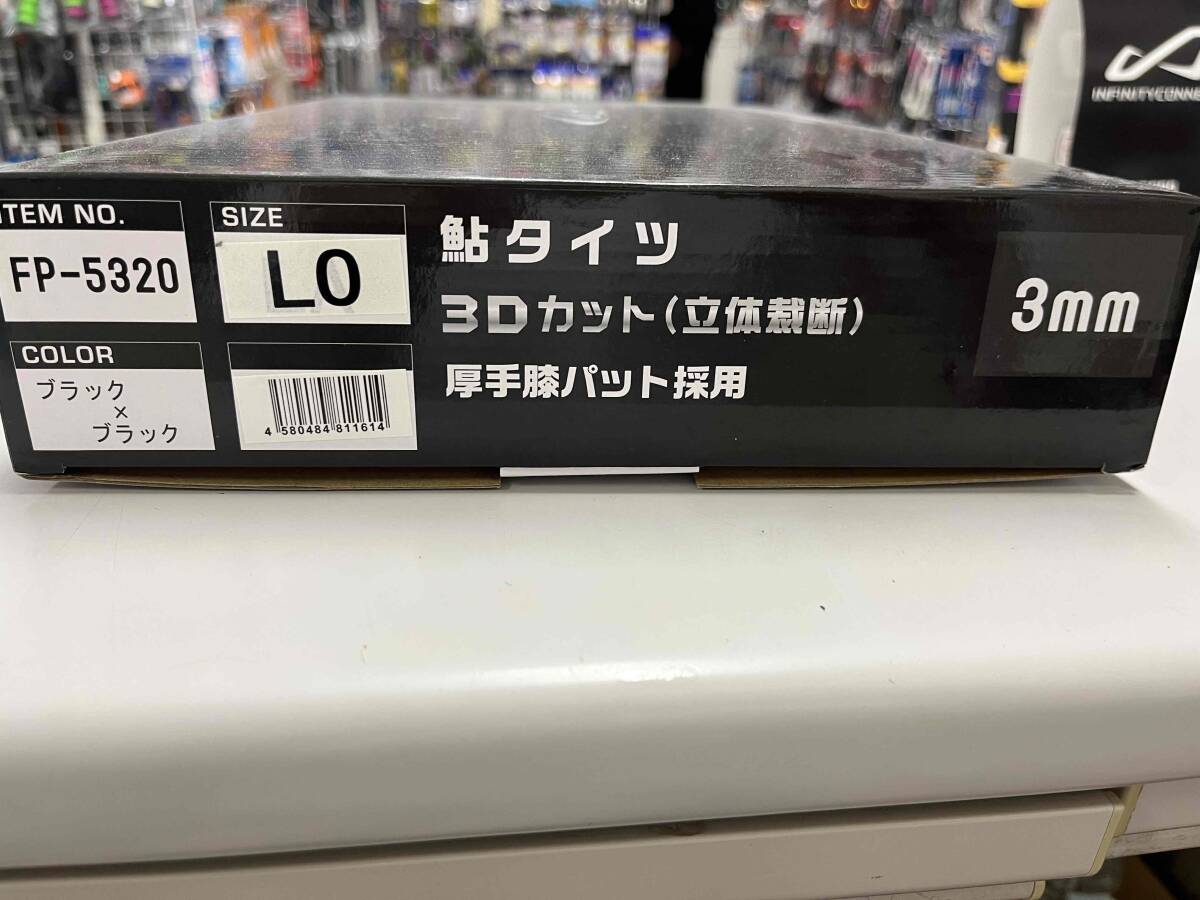 ITEM NO.
FP-5320
SIZE
LO
COLOR
ブラック
×
ブラック
4 580484 811614
鮎タイツ
3Dカット(立体裁断)
厚手膝パット採用
3mm
INFINITYCONNE